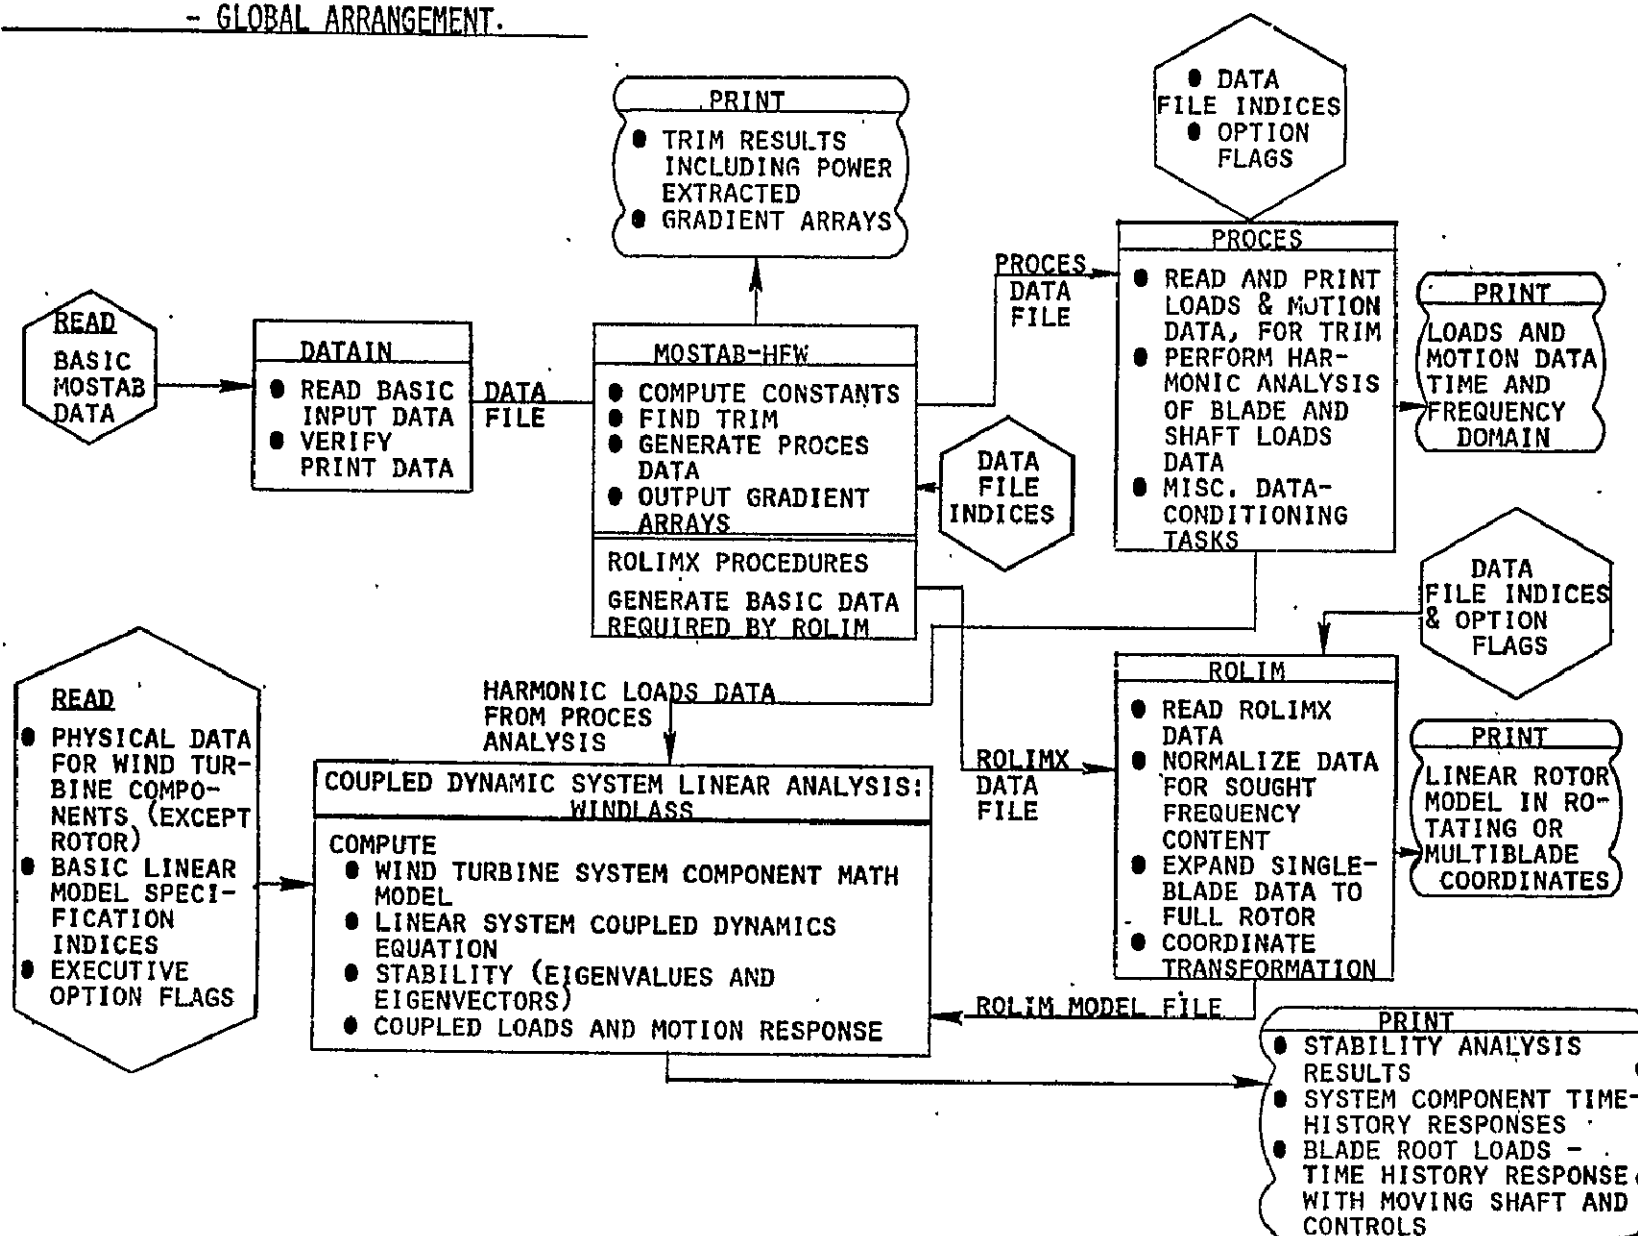 - GLOBAL ARRANGEMENT.
PRINT
● TRIM RESULTS
INCLUDING POWER
EXTRACTED
● GRADIENT ARRAYS
● DATA
FILE INDICES
● OPTION
FLAGS
READ
BASIC
MOSTAB
DATA
DATAIN
● READ BASIC
INPUT DATA
● VERIFY
PRINT DATA
DATA
FILE
MOSTAB-HFW
● COMPUTE CONSTANTS
● FIND TRIM
● GENERATE PROCES
DATA
● OUTPUT GRADIENT
ARRAYS
ROLIMX PROCEDURES
GENERATE BASIC DATA
REQUIRED BY ROLIM
DATA
FILE
INDICES
PROCES
DATA
FILE
PROCES
● READ AND PRINT
LOADS & MOTION
DATA, FOR TRIM
● PERFORM HAR-
MONIC ANALYSIS
OF BLADE AND
SHAFT LOADS
DATA
● MISC. DATA-
CONDITIONING
TASKS
PRINT
LOADS AND
MOTION DATA
TIME AND
FREQUENCY
DOMAIN
DATA
FILE INDICES
& OPTION
FLAGS
READ
● PHYSICAL DATA
FOR WIND TUR-
BINE COMPO-
NENTS (EXCEPT
ROTOR)
● BASIC LINEAR
MODEL SPECI-
FICATION
INDICES
● EXECUTIVE
OPTION FLAGS
HARMONIC LOADS DATA
FROM PROCES
ANALYSIS
COUPLED DYNAMIC SYSTEM LINEAR ANALYSIS:
WINDLASS
COMPUTE
● WIND TURBINE SYSTEM COMPONENT MATH
MODEL
● LINEAR SYSTEM COUPLED DYNAMICS
EQUATION
● STABILITY (EIGENVALUES AND
EIGENVECTORS)
● COUPLED LOADS AND MOTION RESPONSE
ROLIMX
DATA
FILE
ROLIM
● READ ROLIMX
DATA
● NORMALIZE DATA
FOR SOUGHT
FREQUENCY
CONTENT
● EXPAND SINGLE-
BLADE DATA TO
FULL ROTOR
● COORDINATE
TRANSFORMATION
PRINT
LINEAR ROTOR
MODEL IN RO-
TATING OR
MULTIBLADE
COORDINATES
ROLIM MODEL FILE
PRINT
● STABILITY ANALYSIS
RESULTS
● SYSTEM COMPONENT TIME-
HISTORY RESPONSES
● BLADE ROOT LOADS -
TIME HISTORY RESPONSE
WITH MOVING SHAFT AND
CONTROLS